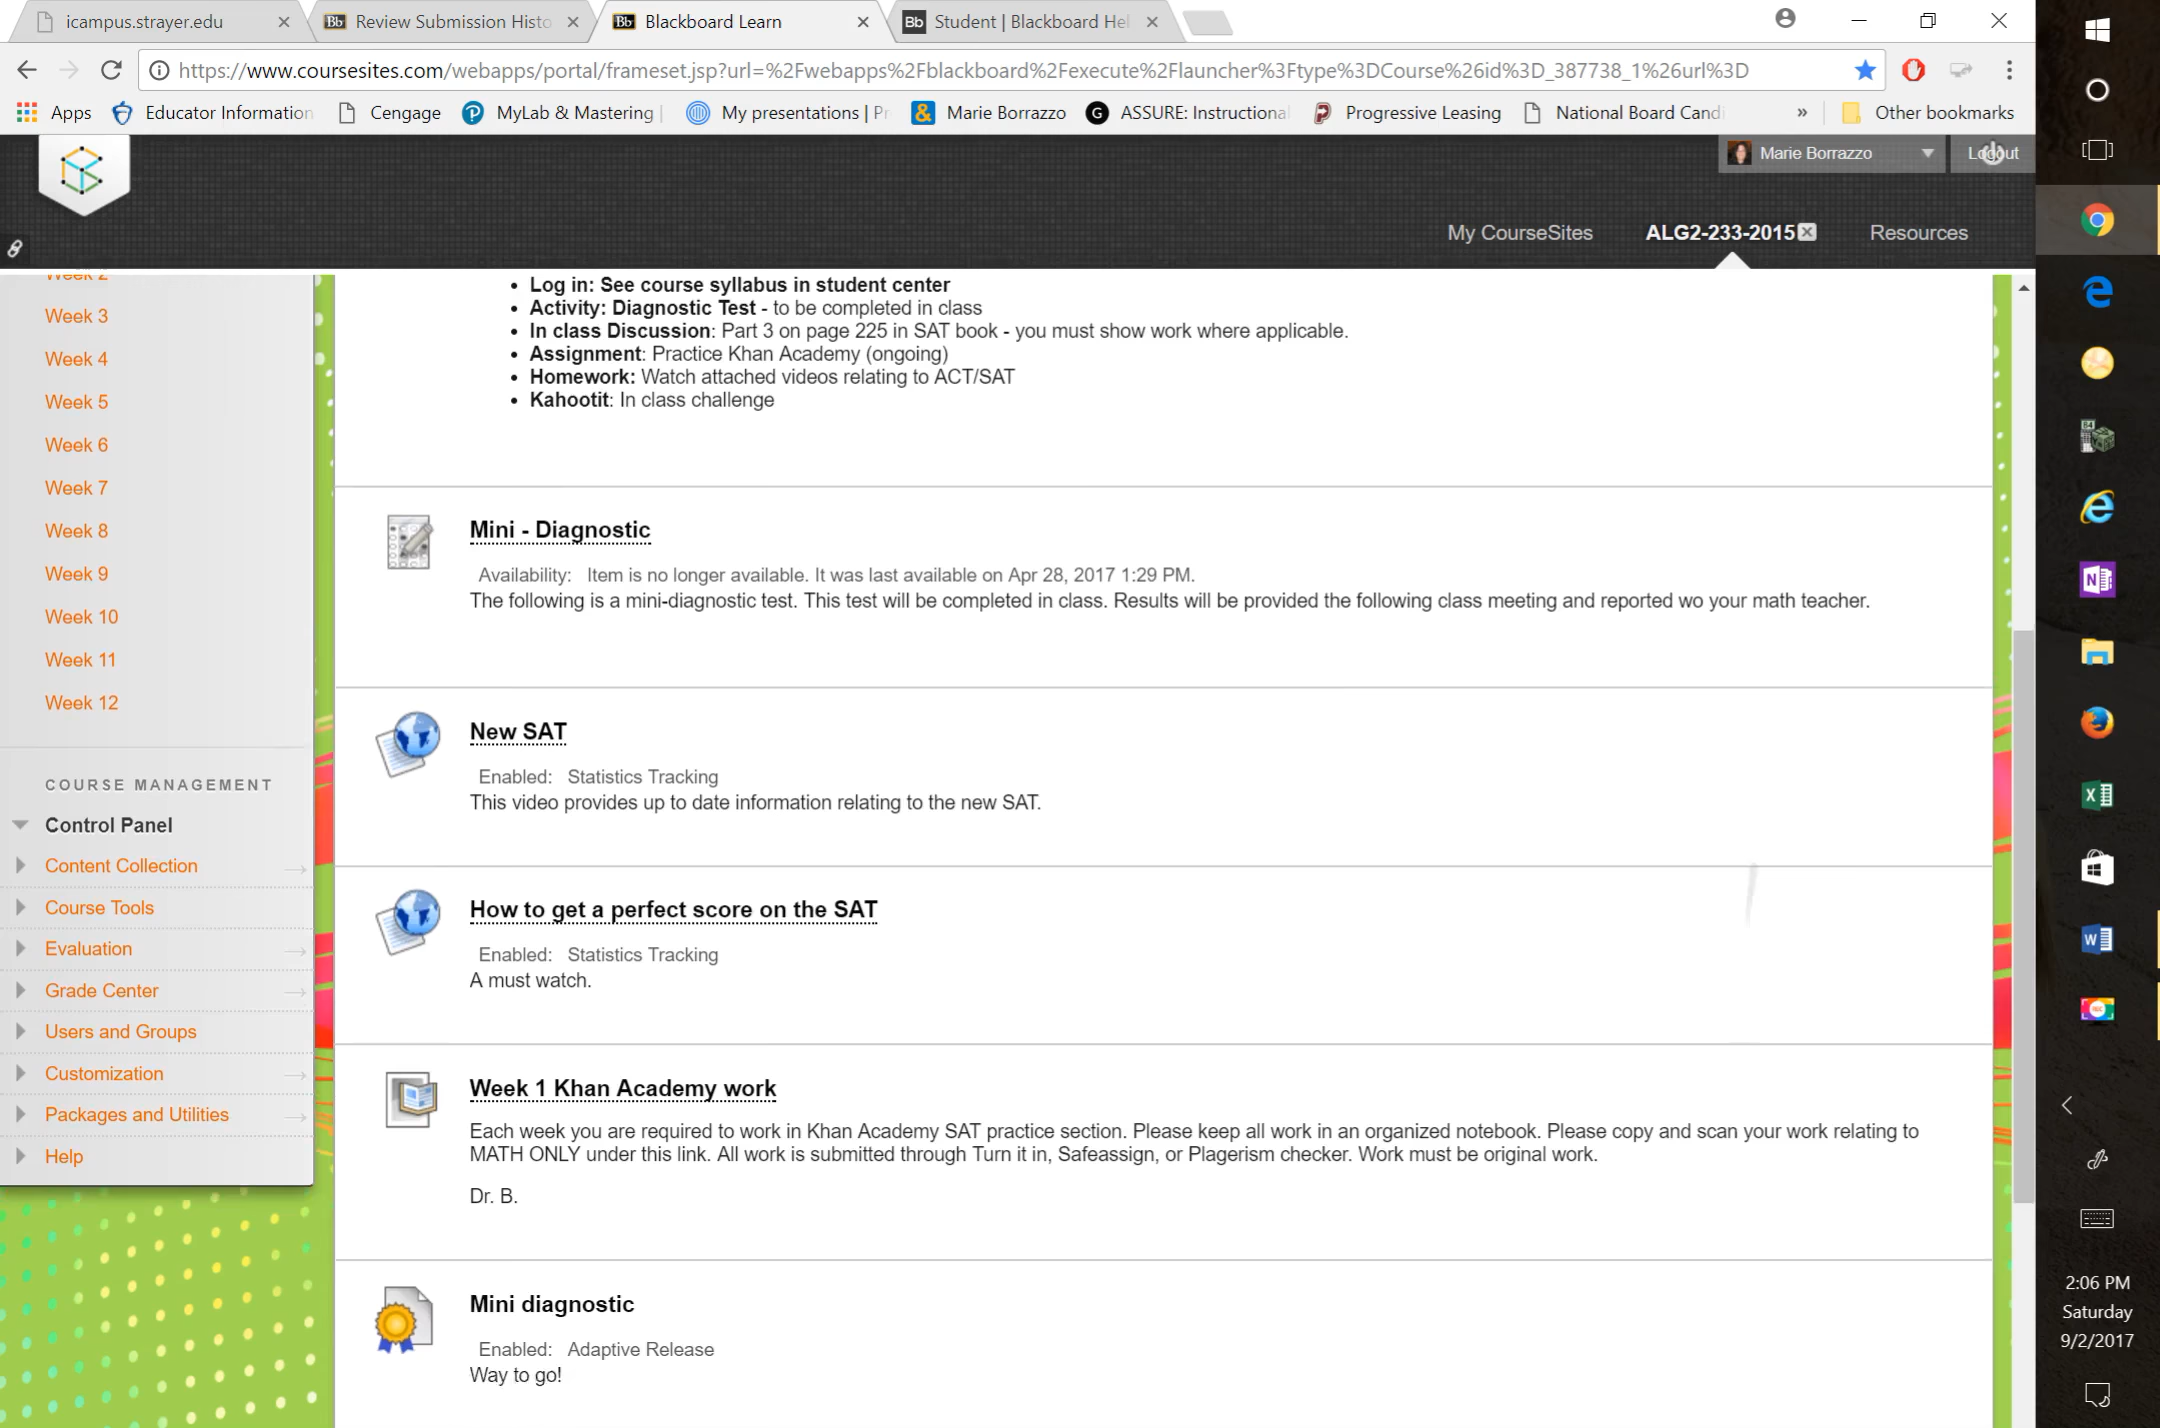 icampus.strayer.edu
Review Submission Histo
Blackboard Learn
Student | Blackboard Hel
https://www.coursesites.com/webapps/portal/frameset.jsp?url=%2Fwebapps%2Fblackboard%2Fexecute%2Flauncher%3Ftype%3DCourse%26id%3D_387738_1%26url%3D
Apps
Educator Information
Cengage
MyLab & Mastering |
My presentations | Pr
Marie Borrazzo
ASSURE: Instructional
Progressive Leasing
National Board Candi
»
Other bookmarks
Marie Borrazzo
Logout
My CourseSites
ALG2-233-2015
Resources
Week 2
Week 3
Week 4
Week 5
Week 6
Week 7
Week 8
Week 9
Week 10
Week 11
Week 12
COURSE MANAGEMENT
Control Panel
Content Collection
Course Tools
Evaluation
Grade Center
Users and Groups
Customization
Packages and Utilities
Help
• Log in: See course syllabus in student center
• Activity: Diagnostic Test - to be completed in class
• In class Discussion: Part 3 on page 225 in SAT book - you must show work where applicable.
• Assignment: Practice Khan Academy (ongoing)
• Homework: Watch attached videos relating to ACT/SAT
• Kahootit: In class challenge
Mini - Diagnostic
Availability: Item is no longer available. It was last available on Apr 28, 2017 1:29 PM.
The following is a mini-diagnostic test. This test will be completed in class. Results will be provided the following class meeting and reported wo your math teacher.
New SAT
Enabled: Statistics Tracking
This video provides up to date information relating to the new SAT.
How to get a perfect score on the SAT
Enabled: Statistics Tracking
A must watch.
Week 1 Khan Academy work
Each week you are required to work in Khan Academy SAT practice section. Please keep all work in an organized notebook. Please copy and scan your work relating to
MATH ONLY under this link. All work is submitted through Turn it in, Safeassign, or Plagerism checker. Work must be original work.
Dr. B.
Mini diagnostic
Enabled: Adaptive Release
Way to go!
2:06 PM
Saturday
9/2/2017